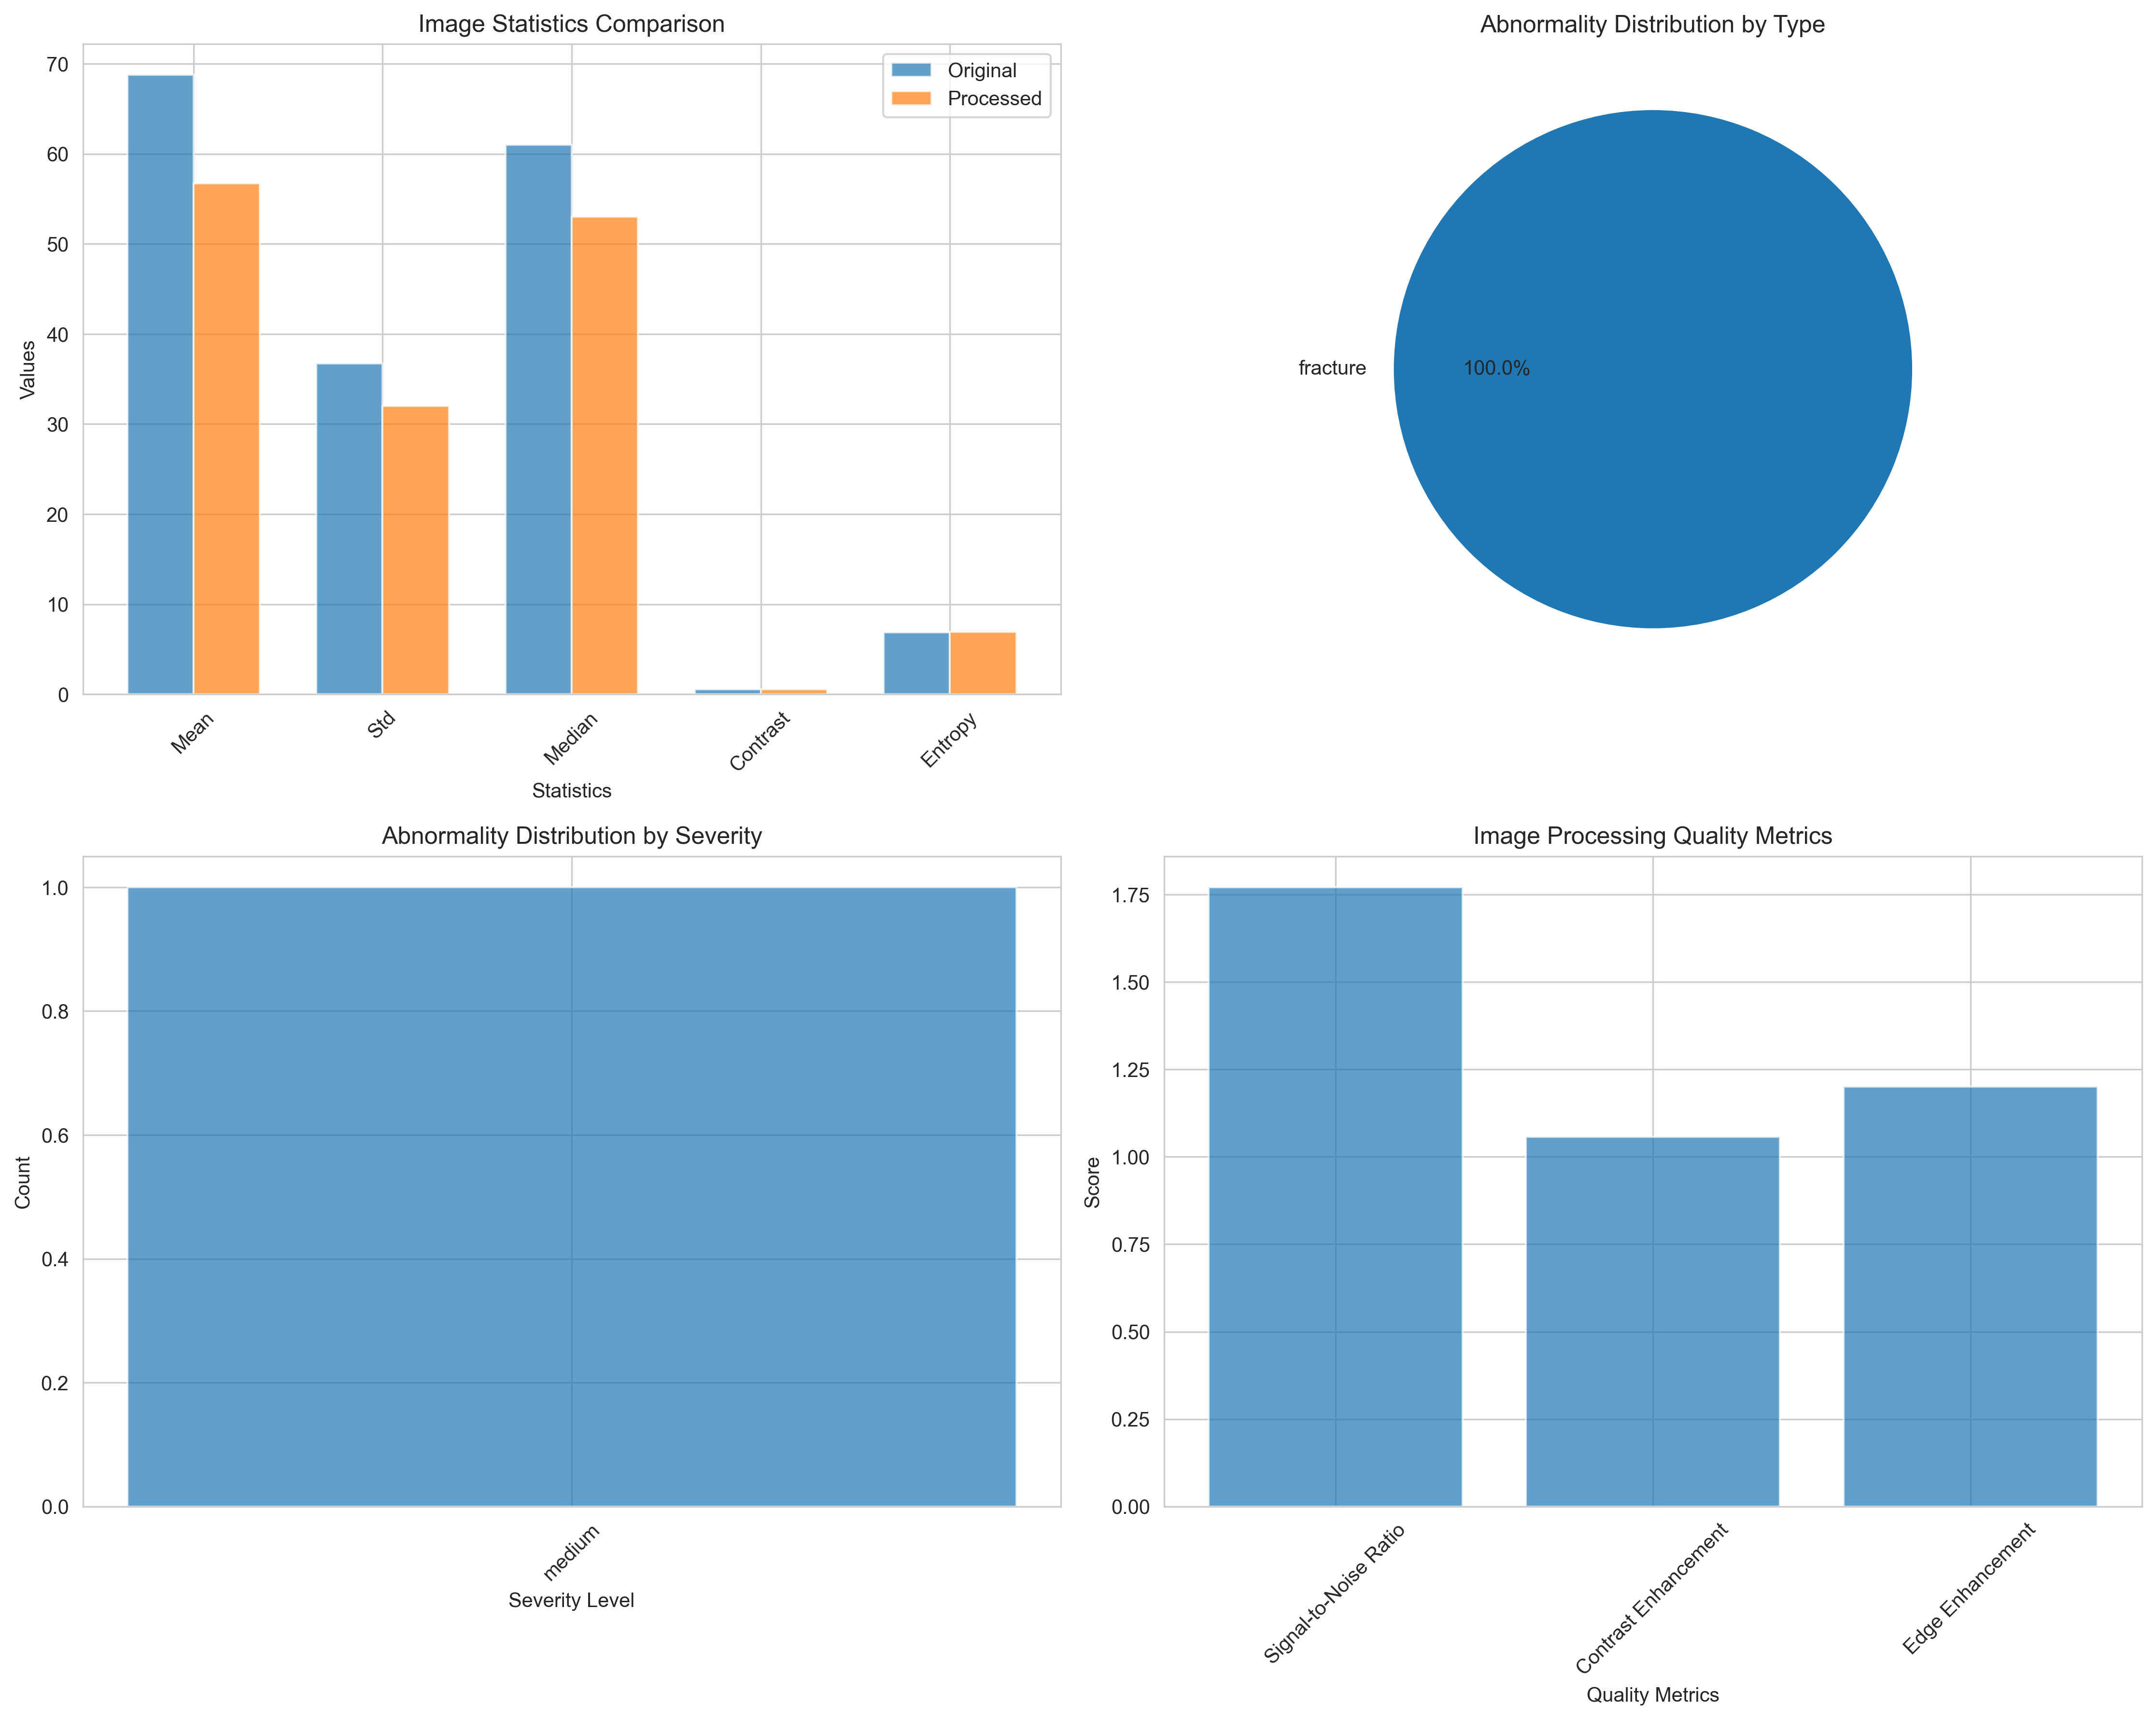 Image Statistics Comparison
70
60
50
40
30
20
10
0
Values
Original
Processed
Mean
Std
Median
Contrast
Entropy
Statistics
Abnormality Distribution by Type
fracture
100.0%
Abnormality Distribution by Severity
1.0
0.8
0.6
0.4
0.2
0.0
Count
medium
Severity Level
Image Processing Quality Metrics
1.75
1.50
1.25
1.00
0.75
0.50
0.25
0.00
Score
Signal-to-Noise Ratio
Contrast Enhancement
Edge Enhancement
Quality Metrics